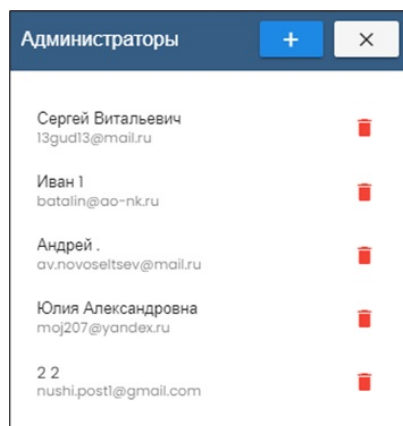 Администраторы
+ ×
Сергей Витальевич
13gud13@mail.ru
Иван 1
batalin@ao-nk.ru
Андрей .
av.novoseltsev@mail.ru
Юлия Александровна
moj207@yandex.ru
2 2
nushi.post1@gmail.com